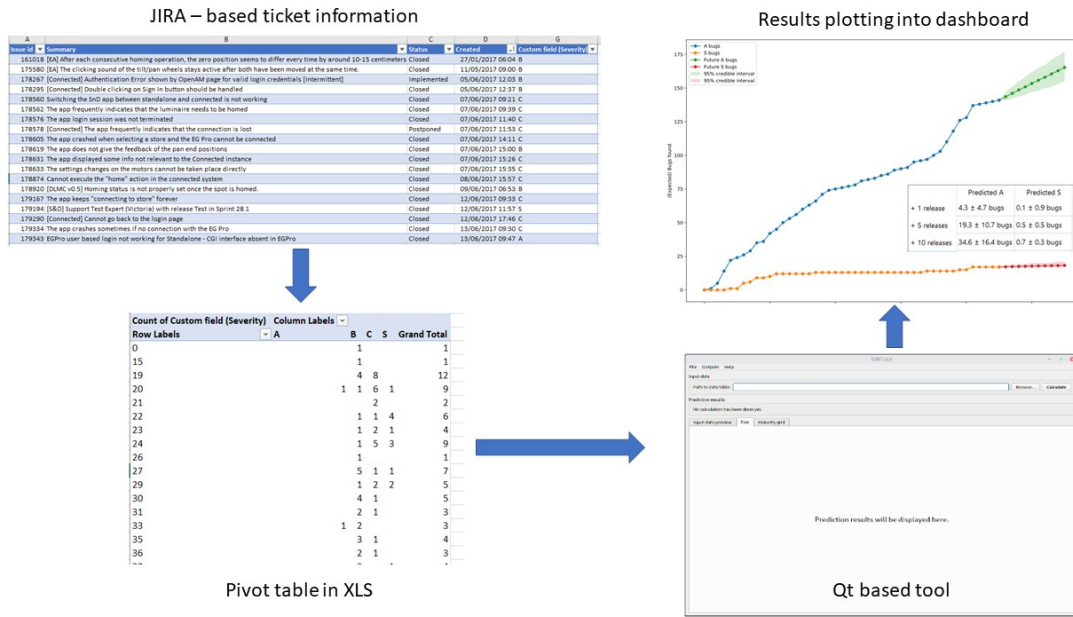 JIRA – based ticket information
A B C D G
Issue id Summary Status Created Custom field (Severity)
161018 [EA] After each consecutive homing operation, the zero position seems to differ every time by around 10-15 centimeters Closed 27/01/2017 06:04 B
175580 [EA] The clicking sound of the tilt/pan wheels stays active after both have been moved at the same time. Closed 11/05/2017 09:00 B
178267 [Connected] Authentication Error shown by OpenAM page for valid login credentials [Intermittent] Implemented 05/06/2017 12:03 B
178295 [Connected] Double clicking on Sign In button should be handled Closed 05/06/2017 12:37 B
178560 Switching the SnD app between standalone and connected is not working Closed 07/06/2017 09:21 C
178562 The app frequently indicates that the luminaire needs to be homed Closed 07/06/2017 09:39 C
178576 The app login session was not terminated Closed 07/06/2017 11:40 C
178578 [Connected] The app frequently indicates that the connection is lost Postponed 07/06/2017 11:53 C
178605 The app crashed when selecting a store and the EG Pro cannot be connected Closed 07/06/2017 14:11 C
178619 The app does not give the feedback of the pan end positions Closed 07/06/2017 15:00 B
178631 The app displayed some info not relevant to the Connected instance Closed 07/06/2017 15:26 C
178633 The settings changes on the motors cannot be taken place directly Closed 07/06/2017 15:35 C
178874 Cannot execute the "home" action in the connected system Closed 08/06/2017 15:57 C
178920 [DLMC v0.5] Homing status is not properly set once the spot is homed. Closed 09/06/2017 06:53 B
179167 The app keeps "connecting to store" forever Closed 12/06/2017 09:33 C
179194 [S&D] Support Test Expert (Victoria) with release Test in Sprint 28.1 Closed 12/06/2017 11:57 S
179290 [Connected] Cannot go back to the login page Closed 12/06/2017 17:46 C
179334 The app crashes sometimes if no connection with the EG Pro Closed 13/06/2017 09:30 C
179343 EGPro user based login not working for Standalone - CGI interface absent in EGPro Closed 13/06/2017 09:47 A
Count of Custom field (Severity) Column Labels
Row Labels A B C S Grand Total
0 1 1
15 1 1
19 4 8 12
20 1 1 6 1 9
21 2 2
22 1 1 4 6
23 1 2 1 4
24 1 5 3 9
26 1 1
27 5 1 1 7
29 1 2 2 5
30 4 1 5
31 2 1 3
33 1 2 3
35 3 1 4
36 2 1 3
Pivot table in XLS
Results plotting into dashboard
A bugs
S bugs
Future A bugs
Future S bugs
95% credible interval
95% credible interval
(Expected) Bugs found
175
150
125
100
75
50
25
0
Predicted A Predicted S
+ 1 release 4.3 ± 4.7 bugs 0.1 ± 0.9 bugs
+ 5 releases 19.3 ± 10.7 bugs 0.5 ± 0.5 bugs
+ 10 releases 34.6 ± 16.4 bugs 0.7 ± 0.3 bugs
File Outputs Help
Input data
Path to data table Browse... Calculate
Prediction results
No calculation has been done yet.
Input data preview Plot Maturity grid
Prediction results will be displayed here.
Qt based tool